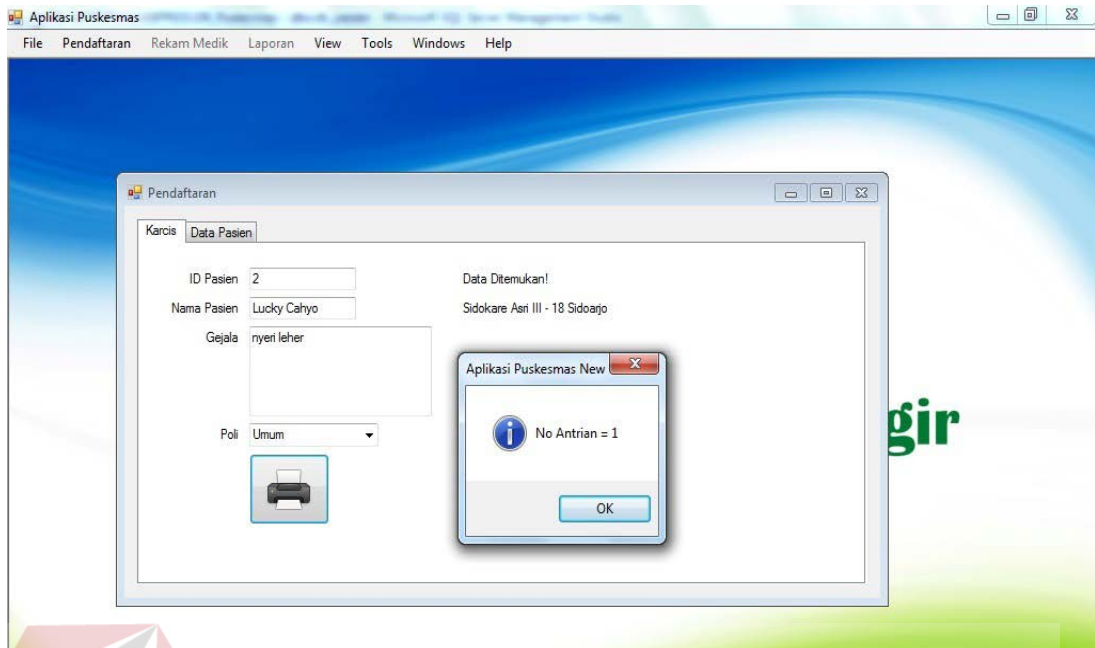 Aplikasi Puskesmas
File Pendaftaran Rekam Medik Laporan View Tools Windows Help
Pendaftaran
Karcis Data Pasien
ID Pasien 2 Data Ditemukan!
Nama Pasien Lucky Cahyo Sidokare Asri III - 18 Sidoarjo
Gejala nyeri leher
Aplikasi Puskesmas New
No Antrian = 1
Poli Umum
OK
gir